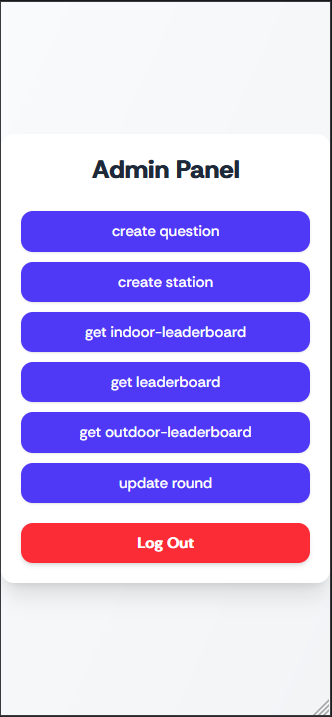 Admin Panel
create question
create station
get indoor-leaderboard
get leaderboard
get outdoor-leaderboard
update round
Log Out